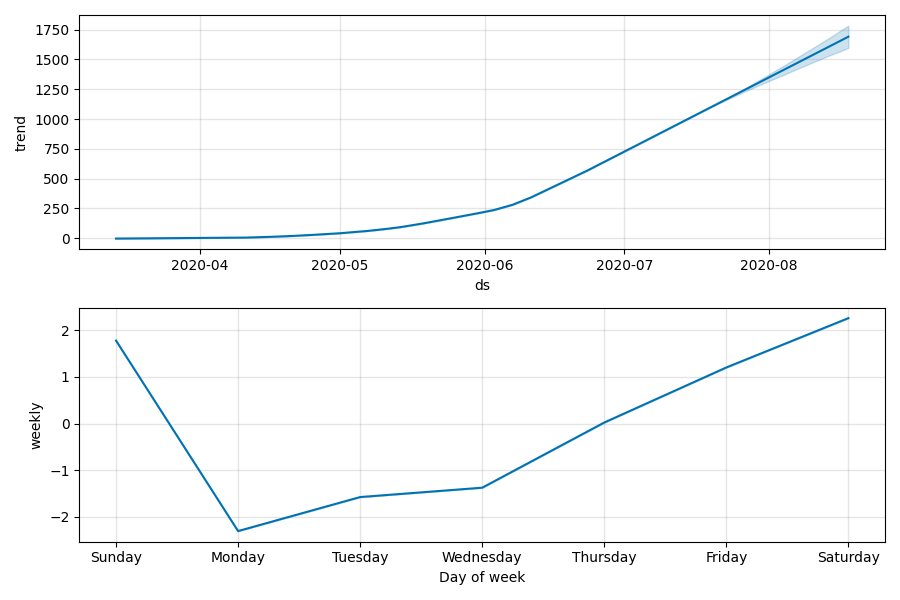 1750
1500
1250
1000
750
500
250
0
trend
2020-04 2020-05 2020-06 2020-07 2020-08
ds
2
1
0
−1
−2
weekly
Sunday Monday Tuesday Wednesday Thursday Friday Saturday
Day of week